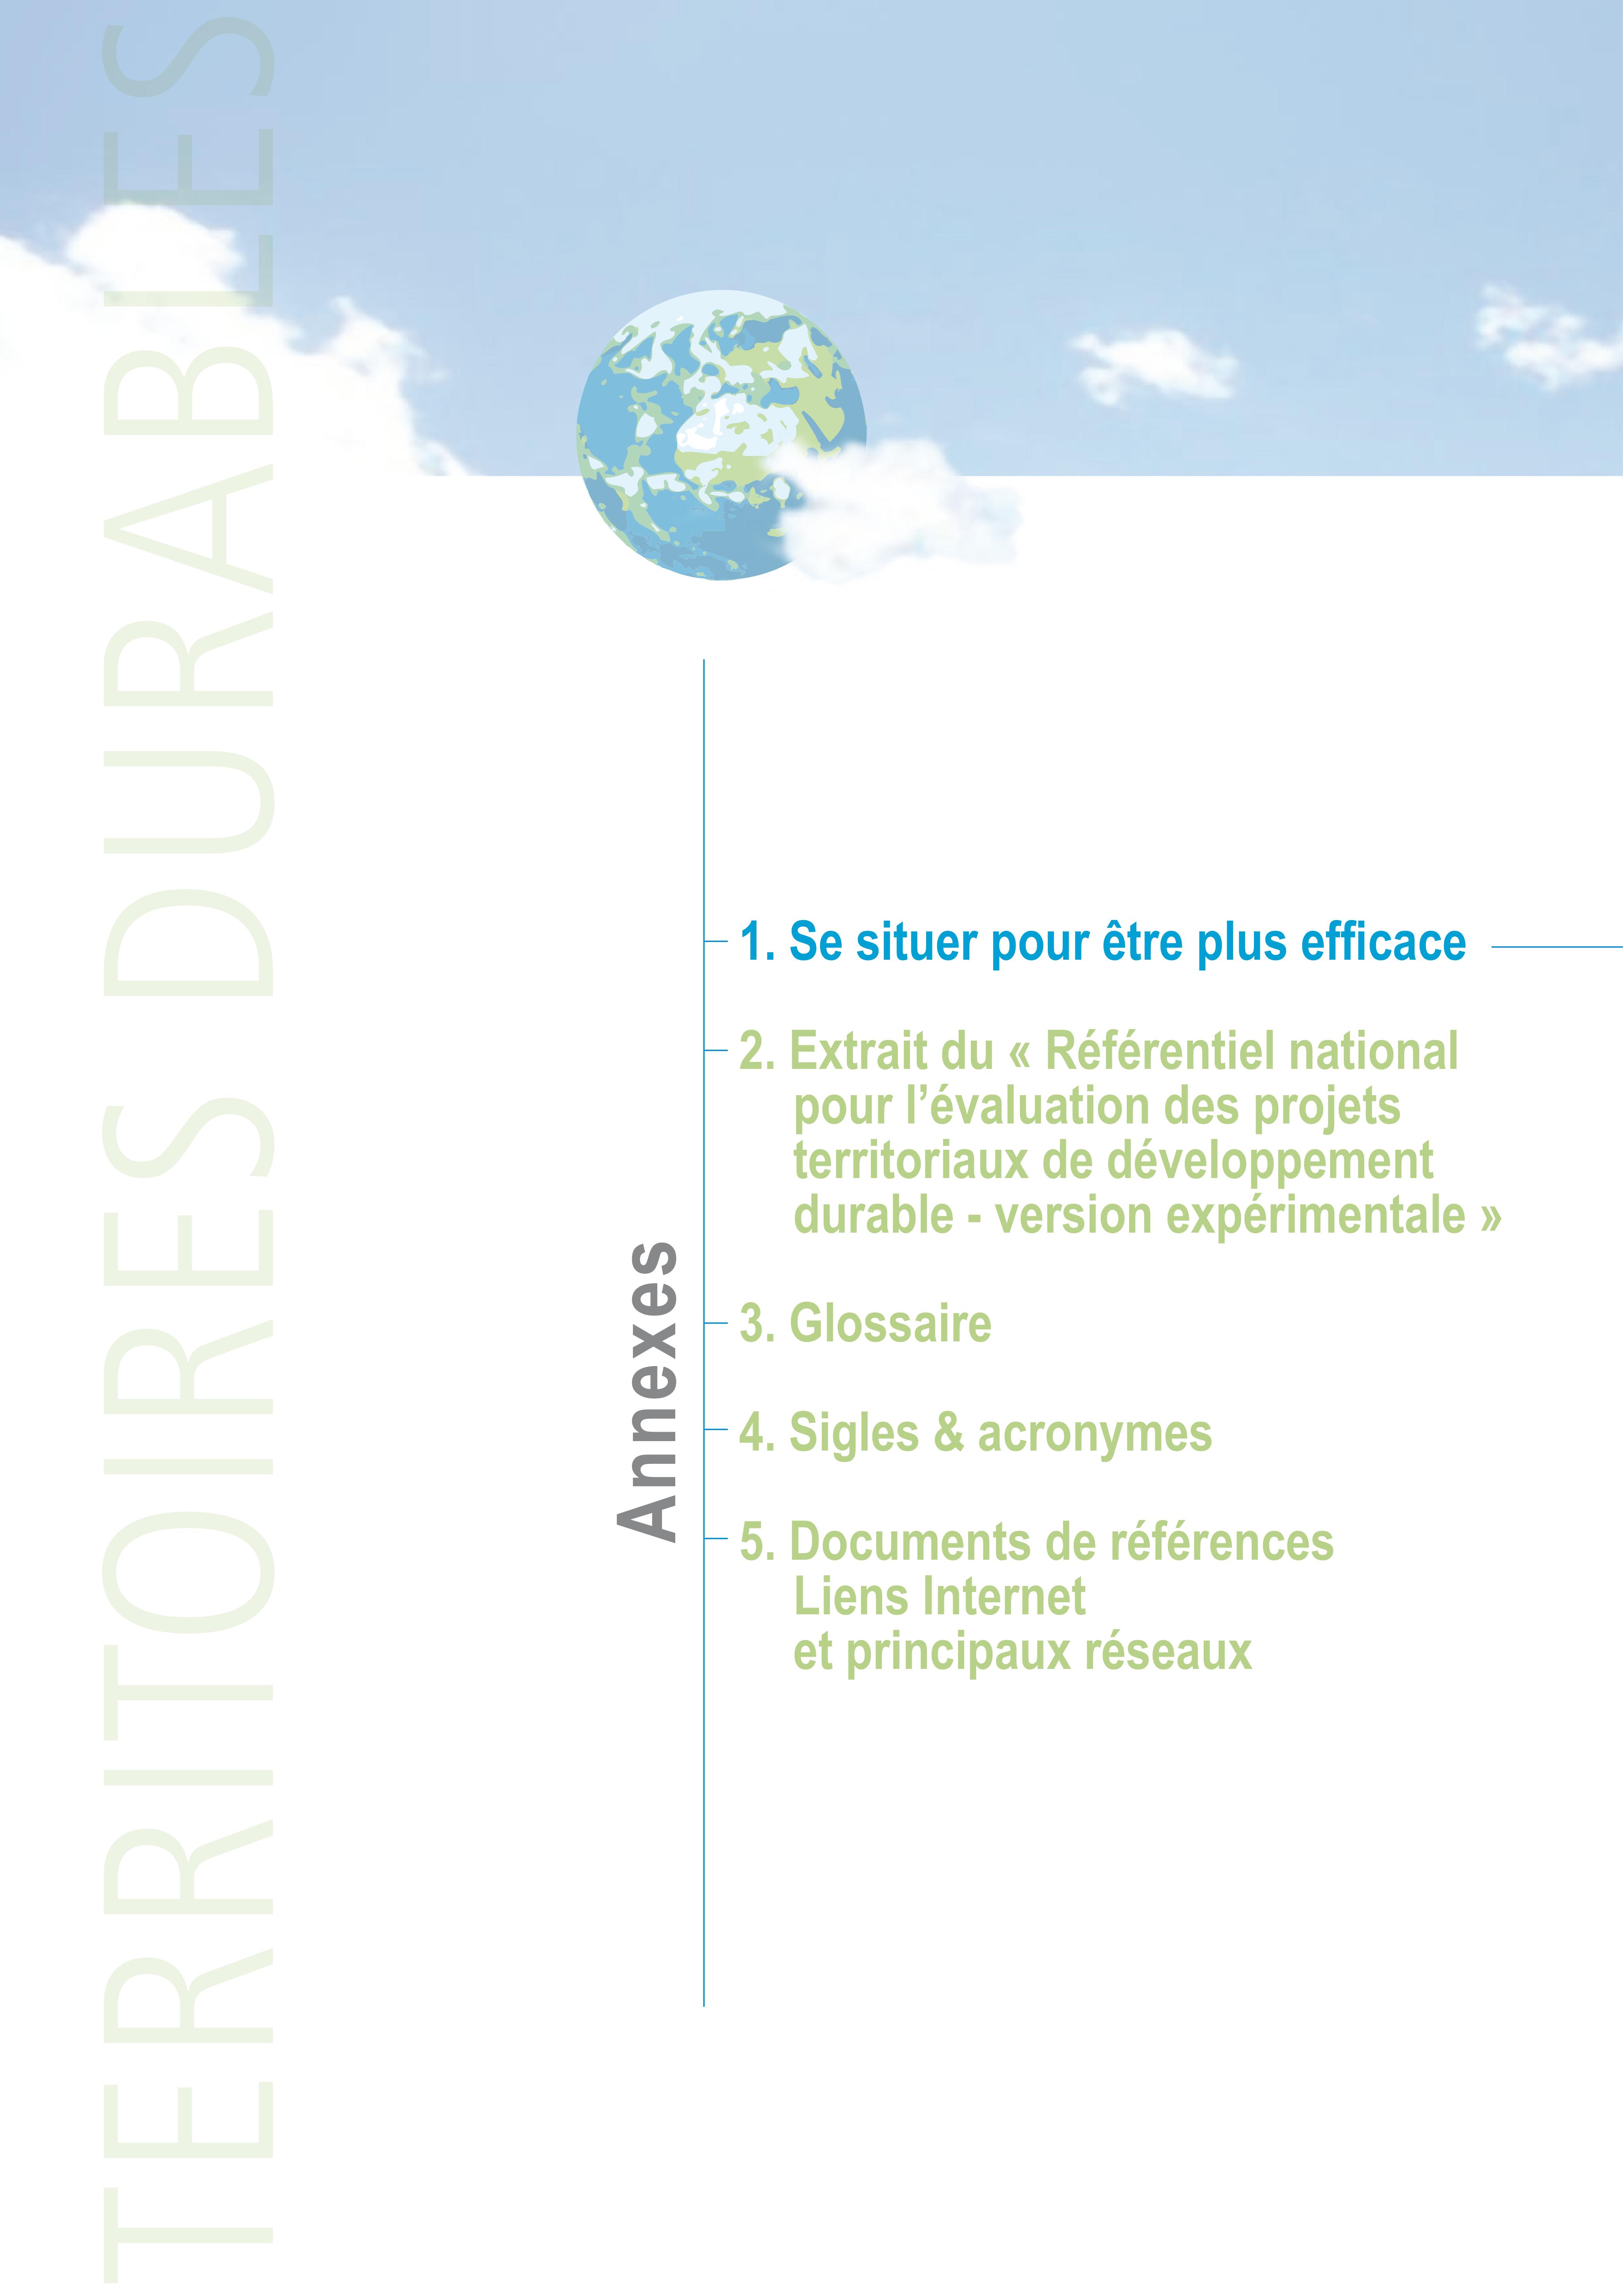 TERRITOIRES DURABLES
Annexes
1. Se situer pour être plus efficace
2. Extrait du « Référentiel national
pour l’évaluation des projets
territoriaux de développement
durable - version expérimentale »
3. Glossaire
4. Sigles & acronymes
5. Documents de références
Liens Internet
et principaux réseaux